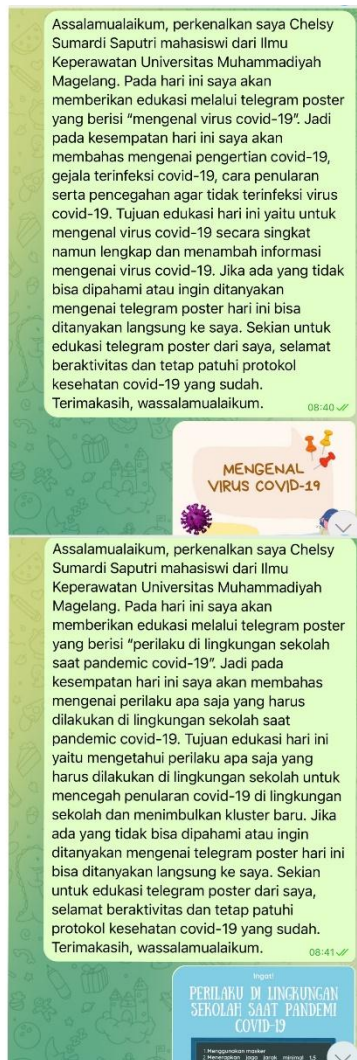 Assalamualaikum, perkenalkan saya Chelsy
Sumardi Saputri mahasiswi dari Ilmu
Keperawatan Universitas Muhammadiyah
Magelang. Pada hari ini saya akan
memberikan edukasi melalui telegram poster
yang berisi “mengenal virus covid-19”. Jadi
pada kesempatan hari ini saya akan
membahas mengenai pengertian covid-19,
gejala terinfeksi covid-19, cara penularan
serta pencegahan agar tidak terinfeksi virus
covid-19. Tujuan edukasi hari ini yaitu untuk
mengenal virus covid-19 secara singkat
namun lengkap dan menambah informasi
mengenai virus covid-19. Jika ada yang tidak
bisa dipahami atau ingin ditanyakan
mengenai telegram poster hari ini bisa
ditanyakan langsung ke saya. Sekian untuk
edukasi telegram poster dari saya, selamat
beraktivitas dan tetap patuhi protokol
kesehatan covid-19 yang sudah.
Terimakasih, wassalamualaikum.
08:40
MENGENAL
VIRUS COVID-19
Assalamualaikum, perkenalkan saya Chelsy
Sumardi Saputri mahasiswi dari Ilmu
Keperawatan Universitas Muhammadiyah
Magelang. Pada hari ini saya akan
memberikan edukasi melalui telegram poster
yang berisi “perilaku di lingkungan sekolah
saat pandemic covid-19”. Jadi pada
kesempatan hari ini saya akan membahas
mengenai perilaku apa saja yang harus
dilakukan di lingkungan sekolah saat
pandemic covid-19. Tujuan edukasi hari ini
yaitu mengetahui perilaku apa saja yang
harus dilakukan di lingkungan sekolah untuk
mencegah penularan covid-19 di lingkungan
sekolah dan menimbulkan kluster baru. Jika
ada yang tidak bisa dipahami atau ingin
ditanyakan mengenai telegram poster hari ini
bisa ditanyakan langsung ke saya. Sekian
untuk edukasi telegram poster dari saya,
selamat beraktivitas dan tetap patuhi
protokol kesehatan covid-19 yang sudah.
Terimakasih, wassalamualaikum.
08:41
Ingat!
PERILAKU DI LINGKUNGAN
SEKOLAH SAAT PANDEMI
COVID-19
1 Menggunakan masker
2 Menerapkan jaga jarak minimal 1,5